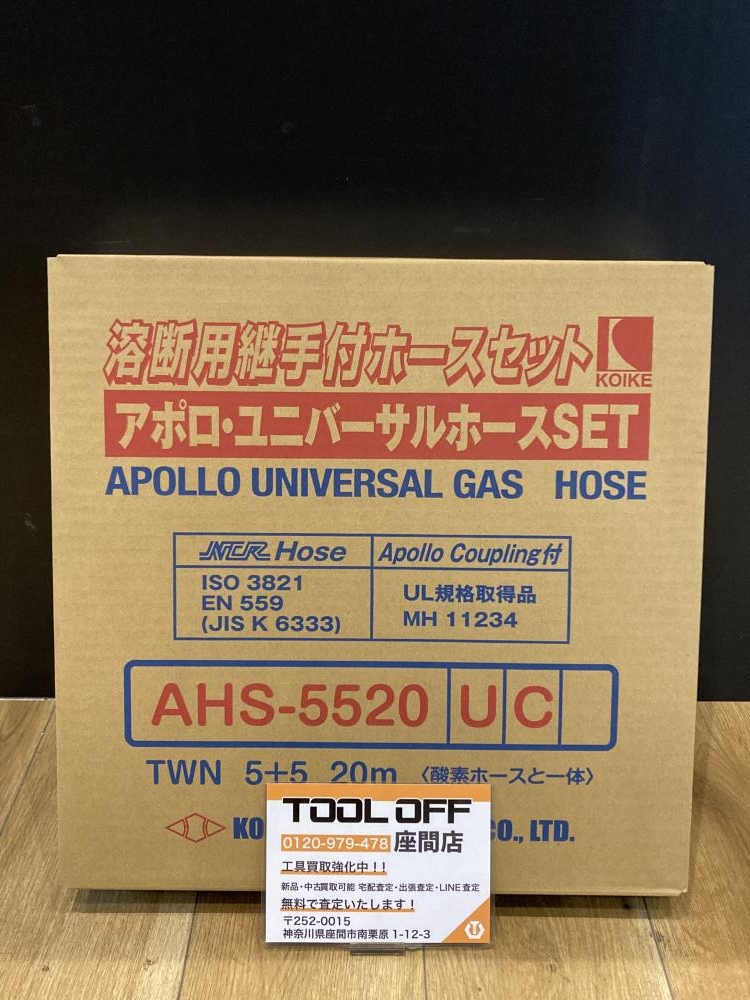 溶断用継手付ホースセット
KOIKE
アポロ・ユニバーサルホースSET
APOLLO UNIVERSAL GAS HOSE
NCR Hose
Apollo Coupling付
ISO 3821
EN 559
(JIS K 6333)
UL規格取得品
MH 11234
AHS-5520 U C
TWN 5+5 20m 〈酸素ホースと一体〉
CO., LTD.
TOOL OFF
0120-979-478 座間店
工具買取強化中!!
新品・中古買取可能 宅配査定・出張査定・LINE査定
無料で査定いたします!
〒252-0015
神奈川県座間市南栗原1-12-3